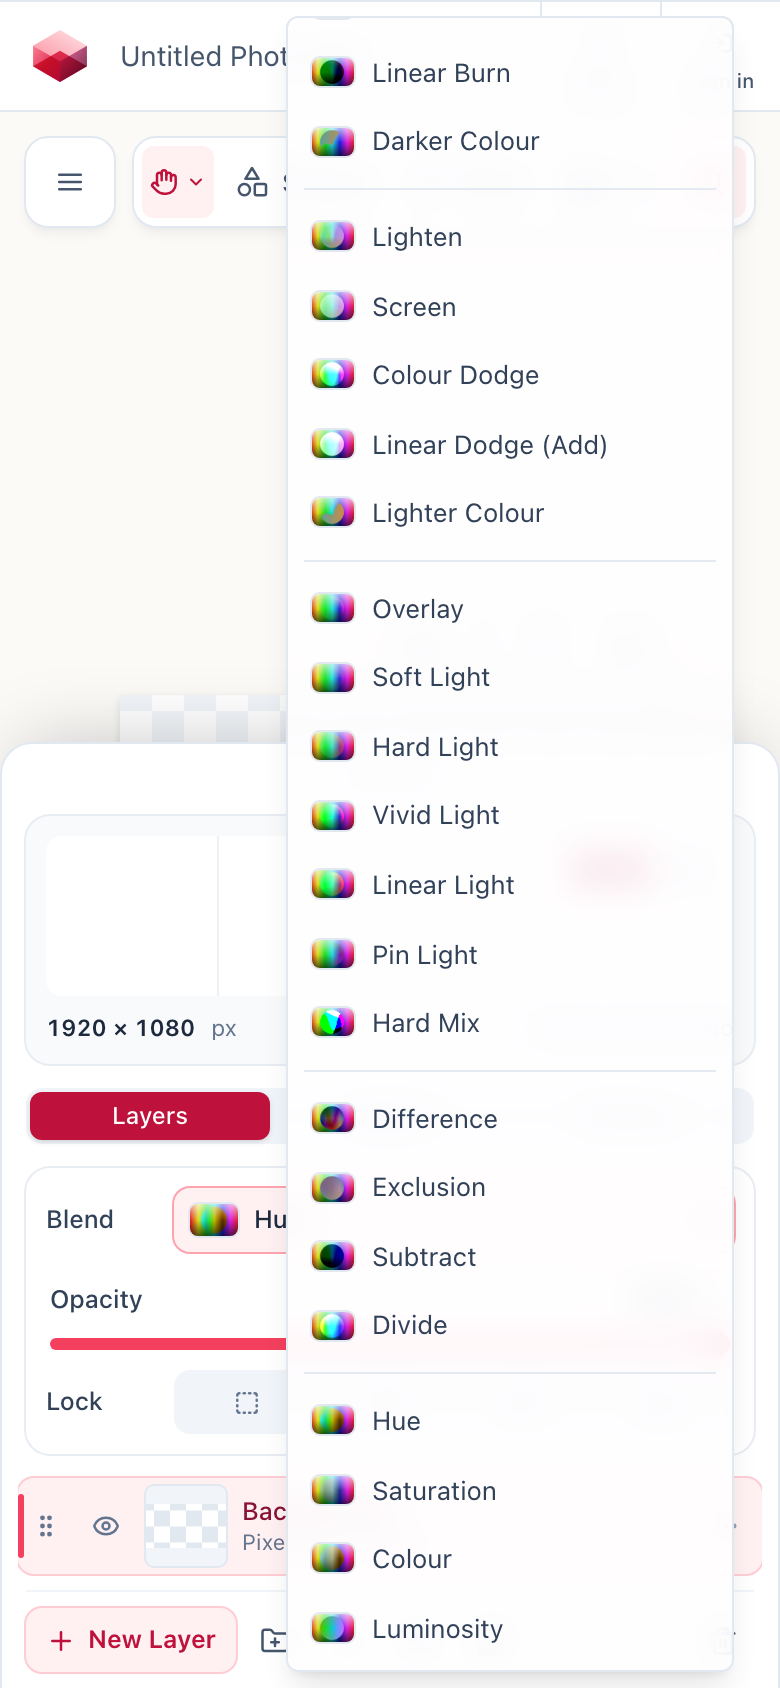 Untitled Phot
in
Linear Burn
Darker Colour
Lighten
Screen
Colour Dodge
Linear Dodge (Add)
Lighter Colour
Overlay
Soft Light
Hard Light
Vivid Light
Linear Light
Pin Light
Hard Mix
1920 × 1080 px
Layers
Difference
Exclusion
Blend
Hu
Subtract
Opacity
Divide
Lock
Hue
Saturation
Bac
Pixe
Colour
New Layer
Luminosity